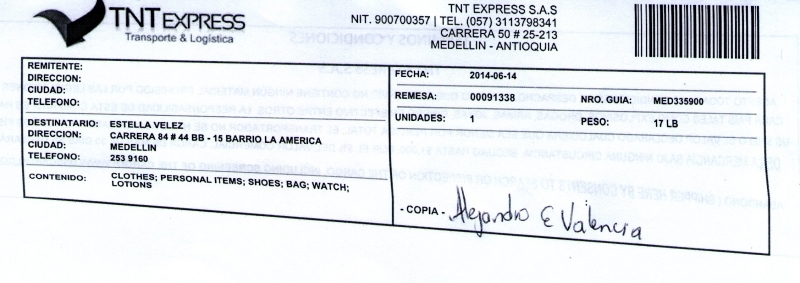 TNT EXPRESS
Transporte & Logística
TNT EXPRESS S.A.S
NIT. 900700357 | TEL. (057) 3113798341
CARRERA 50 # 25-213
MEDELLIN - ANTIOQUIA
REMITENTE:
DIRECCION:
CIUDAD:
TELEFONO:
DESTINATARIO: ESTELLA VELEZ
DIRECCION: CARRERA 84 # 44 SB - 15 BARRO LA AMERICA
CIUDAD: MEDELLIN
TELEFONO: 253 9160
CONTENIDO: CLOTHES; PERSONAL ITEMS; SHOES; BAG; WATCH;
LOTIONS
FECHA: 2014-06-14
REMESA: 00091338 NRO. GUIA: MED335900
UNIDADES: 1 PESO: 17 LB
- COPIA - Alejandro E Valencia